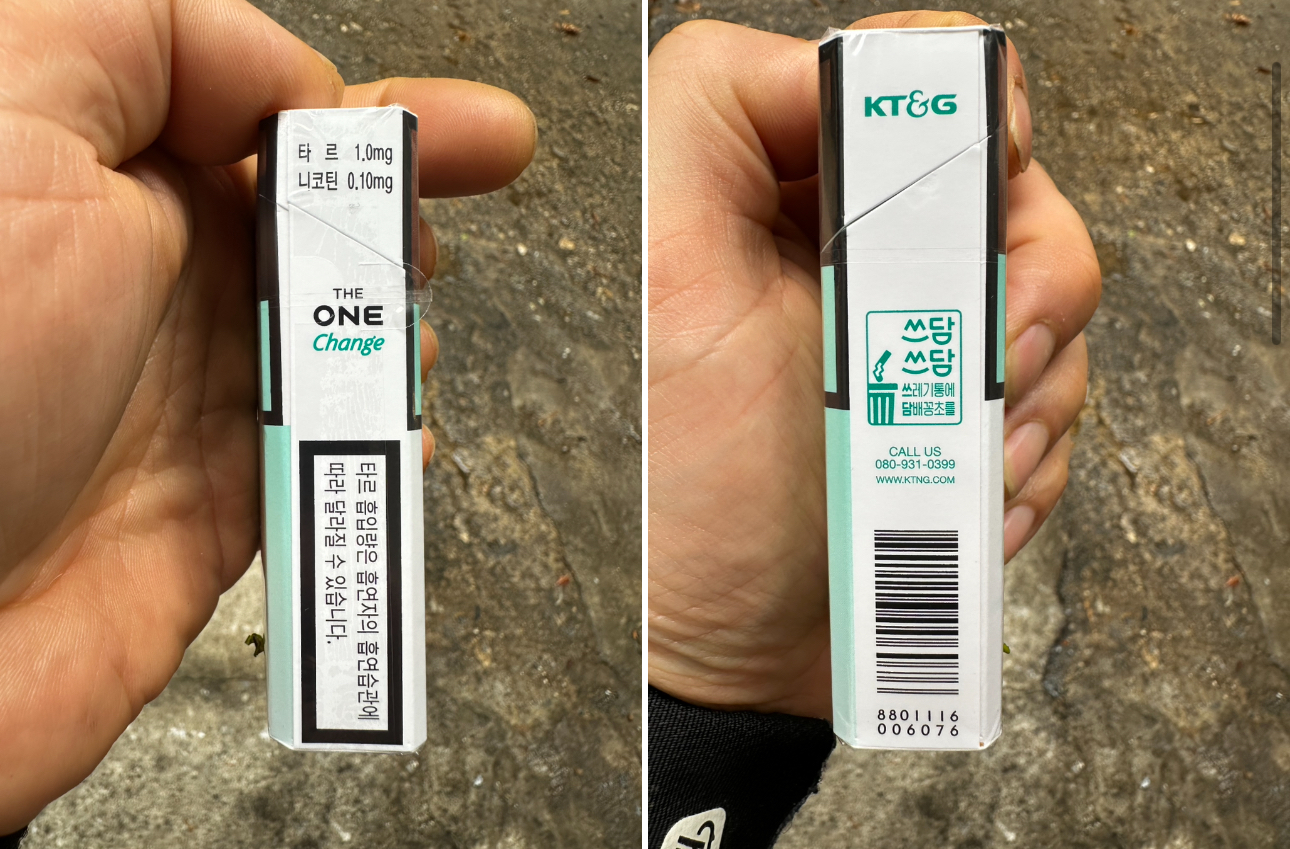 타 르 1.0mg
니코틴 0.10mg
THE
ONE
Change
타르 흡입량은 흡연자의 흡연습관에
따라 달라질 수 있습니다.
KT&G
쓰담
쓰담
쓰레기통에
담배꽁초를
CALL US
080-931-0399
WWW.KTNG.COM
8801116
006076